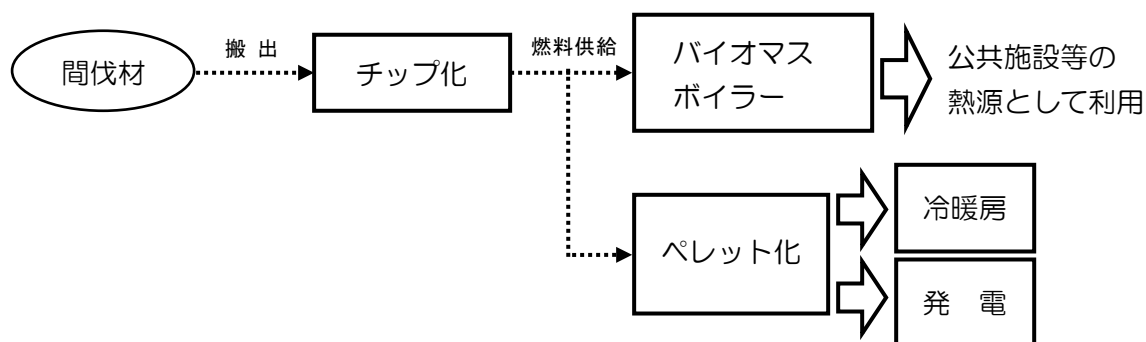 間伐材
搬 出
チップ化
燃料供給
バイオマス
ボイラー
公共施設等の
熱源として利用
ペレット化
冷暖房
発 電